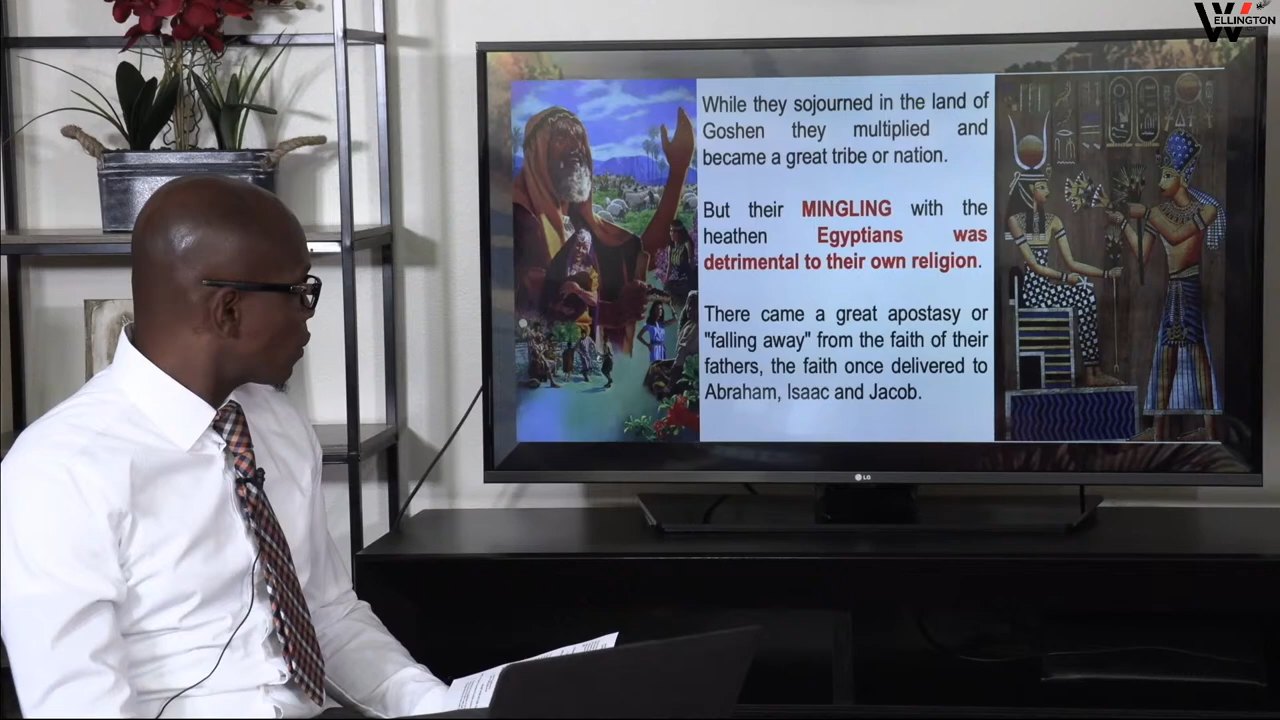 WELLINGTON
While they sojourned in the land of
Goshen they multiplied and
became a great tribe or nation.
But their MINGLING with the
heathen Egyptians was
detrimental to their own religion.
There came a great apostasy or
"falling away" from the faith of their
fathers, the faith once delivered to
Abraham, Isaac and Jacob.
LG